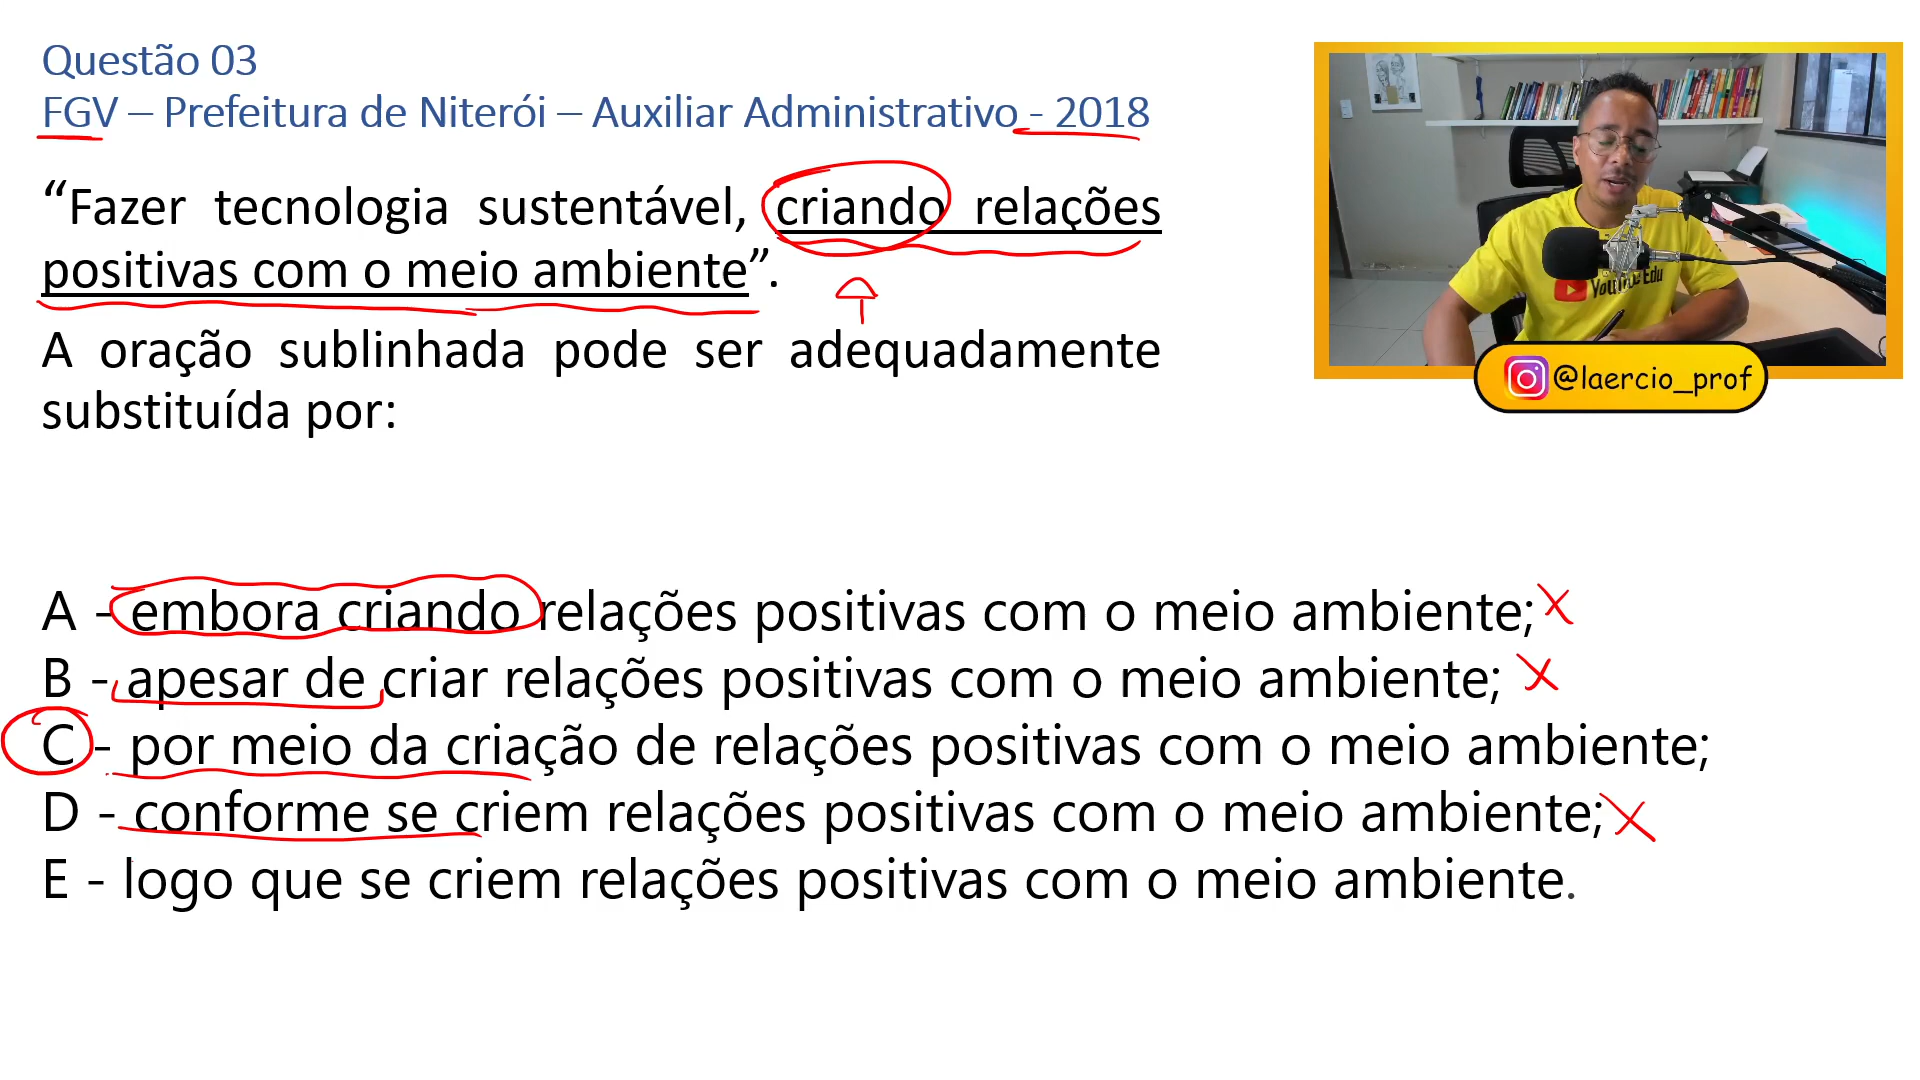 Questão 03
FGV – Prefeitura de Niterói – Auxiliar Administrativo - 2018
“Fazer tecnologia sustentável, criando relações
positivas com o meio ambiente”.
A oração sublinhada pode ser adequadamente
substituída por:
A - embora criando relações positivas com o meio ambiente;
B - apesar de criar relações positivas com o meio ambiente;
C - por meio da criação de relações positivas com o meio ambiente;
D - conforme se criem relações positivas com o meio ambiente;
E - logo que se criem relações positivas com o meio ambiente.
YouTube Edu
@laercio_prof